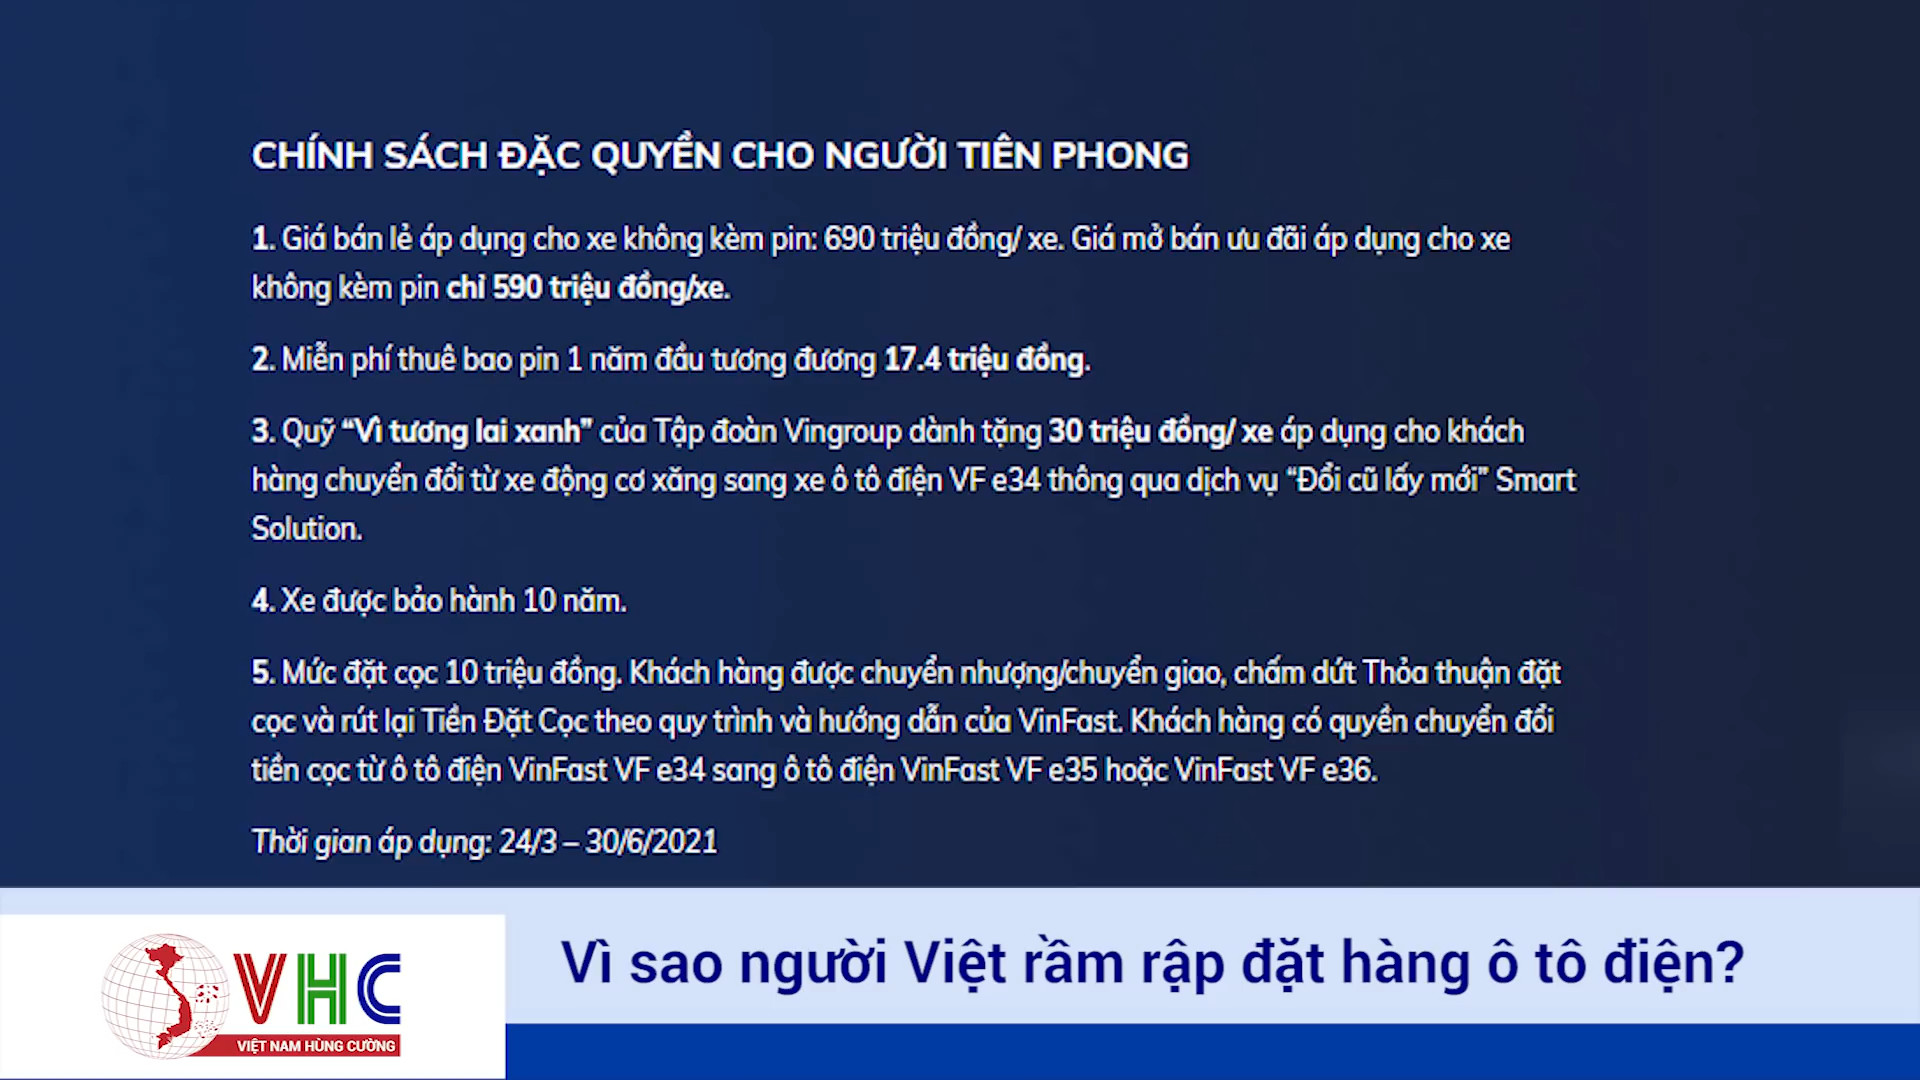 CHÍNH SÁCH ĐẶC QUYỀN CHO NGƯỜI TIÊN PHONG
1. Giá bán lẻ áp dụng cho xe không kèm pin: 690 triệu đồng/ xe. Giá mở bán ưu đãi áp dụng cho xe
không kèm pin chỉ 590 triệu đồng/xe.
2. Miễn phí thuê bao pin 1 năm đầu tương đương 17.4 triệu đồng.
3. Quỹ “Vì tương lai xanh” của Tập đoàn Vingroup dành tặng 30 triệu đồng/ xe áp dụng cho khách
hàng chuyển đổi từ xe động cơ xăng sang xe ô tô điện VF e34 thông qua dịch vụ “Đổi cũ lấy mới” Smart
Solution.
4. Xe được bảo hành 10 năm.
5. Mức đặt cọc 10 triệu đồng. Khách hàng được chuyển nhượng/chuyển giao, chấm dứt Thỏa thuận đặt
cọc và rút lại Tiền Đặt Cọc theo quy trình và hướng dẫn của VinFast. Khách hàng có quyền chuyển đổi
tiền cọc từ ô tô điện VinFast VF e34 sang ô tô điện VinFast VF e35 hoặc VinFast VF e36.
Thời gian áp dụng: 24/3 – 30/6/2021
Vì sao người Việt rầm rập đặt hàng ô tô điện?
VHC
VIỆT NAM HÙNG CƯỜNG